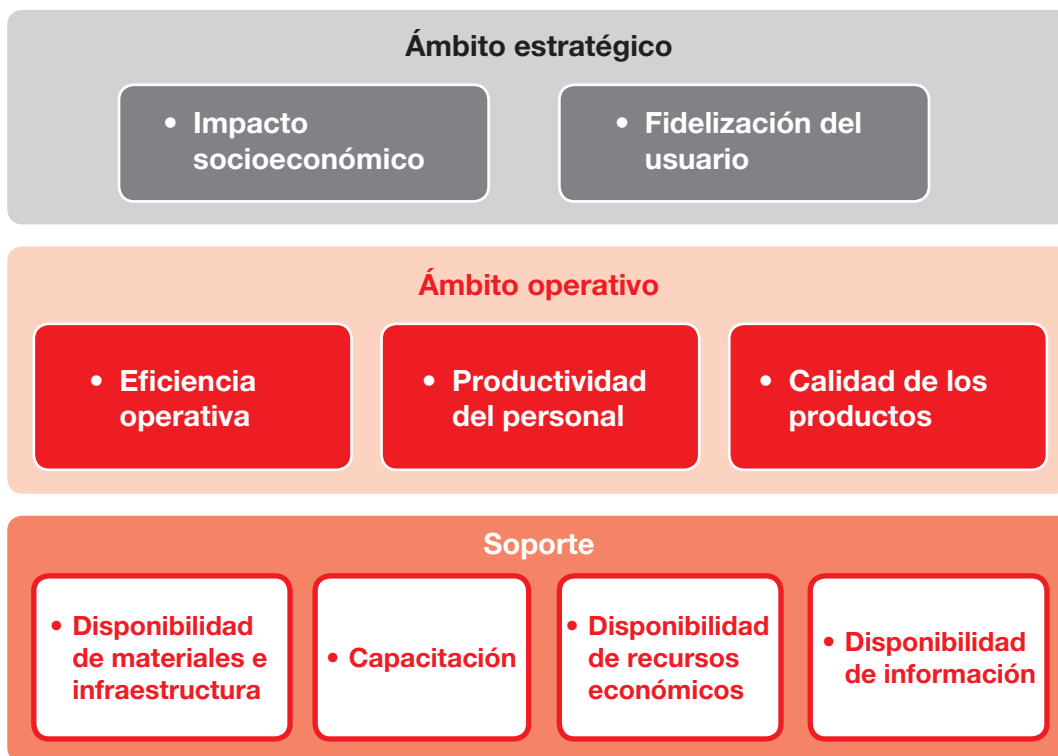 Ámbito estratégico
• Impacto
socioeconómico
• Fidelización del
usuario
Ámbito operativo
• Eficiencia
operativa
• Productividad
del personal
• Calidad de los
productos
Soporte
• Disponibilidad
de materiales e
infraestructura
• Capacitación
• Disponibilidad
de recursos
económicos
• Disponibilidad
de información